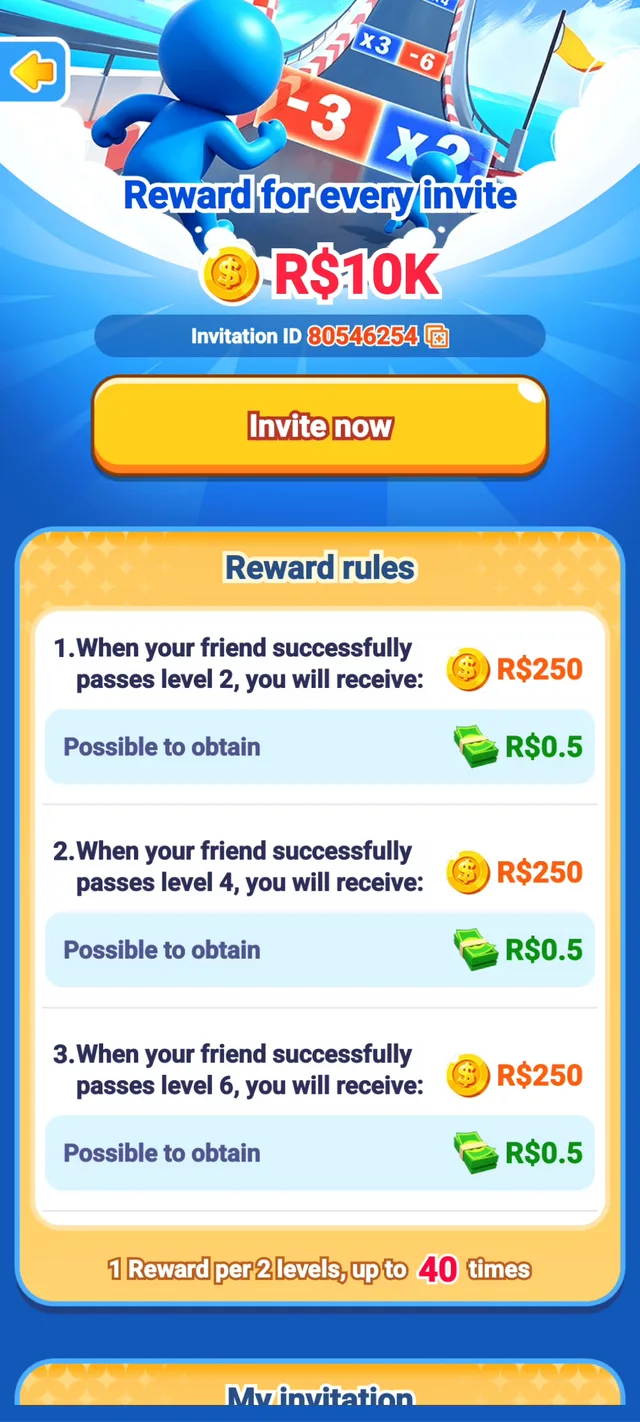 x3 -6
-3 x2
Reward for every invite
R$10K
Invitation ID 80546254
Invite now
Reward rules
1.When your friend successfully
passes level 2, you will receive:
R$250
Possible to obtain
R$0.5
2.When your friend successfully
passes level 4, you will receive:
R$250
Possible to obtain
R$0.5
3.When your friend successfully
passes level 6, you will receive:
R$250
Possible to obtain
R$0.5
1 Reward per 2 levels, up to 40 times
My invitation